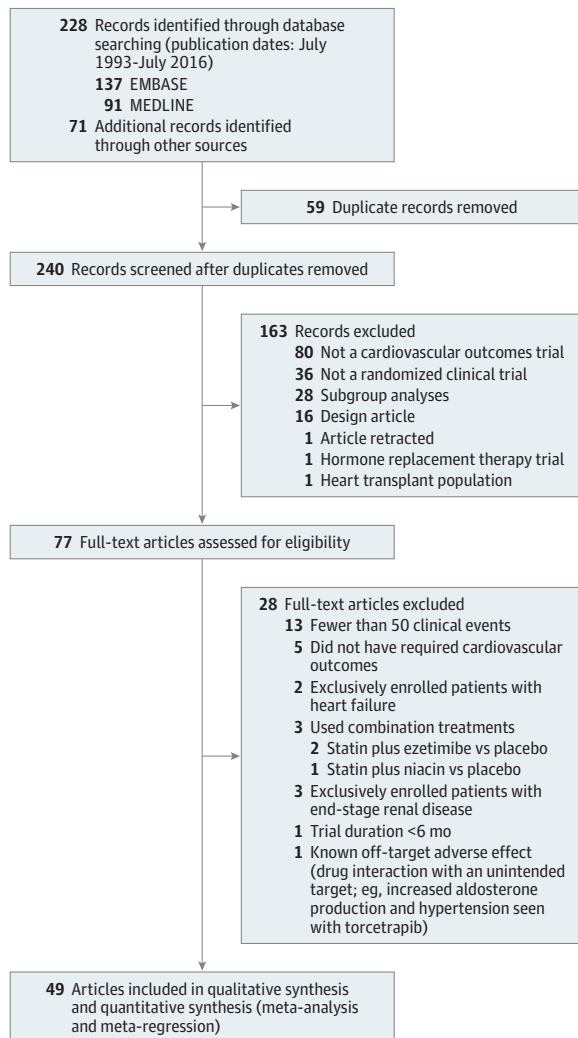 228 Records identified through database
searching (publication dates: July
1993-July 2016)
137 EMBASE
91 MEDLINE
71 Additional records identified
through other sources
59 Duplicate records removed
240 Records screened after duplicates removed
163 Records excluded
80 Not a cardiovascular outcomes trial
36 Not a randomized clinical trial
28 Subgroup analyses
16 Design article
1 Article retracted
1 Hormone replacement therapy trial
1 Heart transplant population
77 Full-text articles assessed for eligibility
28 Full-text articles excluded
13 Fewer than 50 clinical events
5 Did not have required cardiovascular
outcomes
2 Exclusively enrolled patients with
heart failure
3 Used combination treatments
2 Statin plus ezetimibe vs placebo
1 Statin plus niacin vs placebo
3 Exclusively enrolled patients with
end-stage renal disease
1 Trial duration <6 mo
1 Known off-target adverse effect
(drug interaction with an unintended
target; eg, increased aldosterone
production and hypertension seen
with torcetrapib)
49 Articles included in qualitative synthesis
and quantitative synthesis (meta-analysis
and meta-regression)